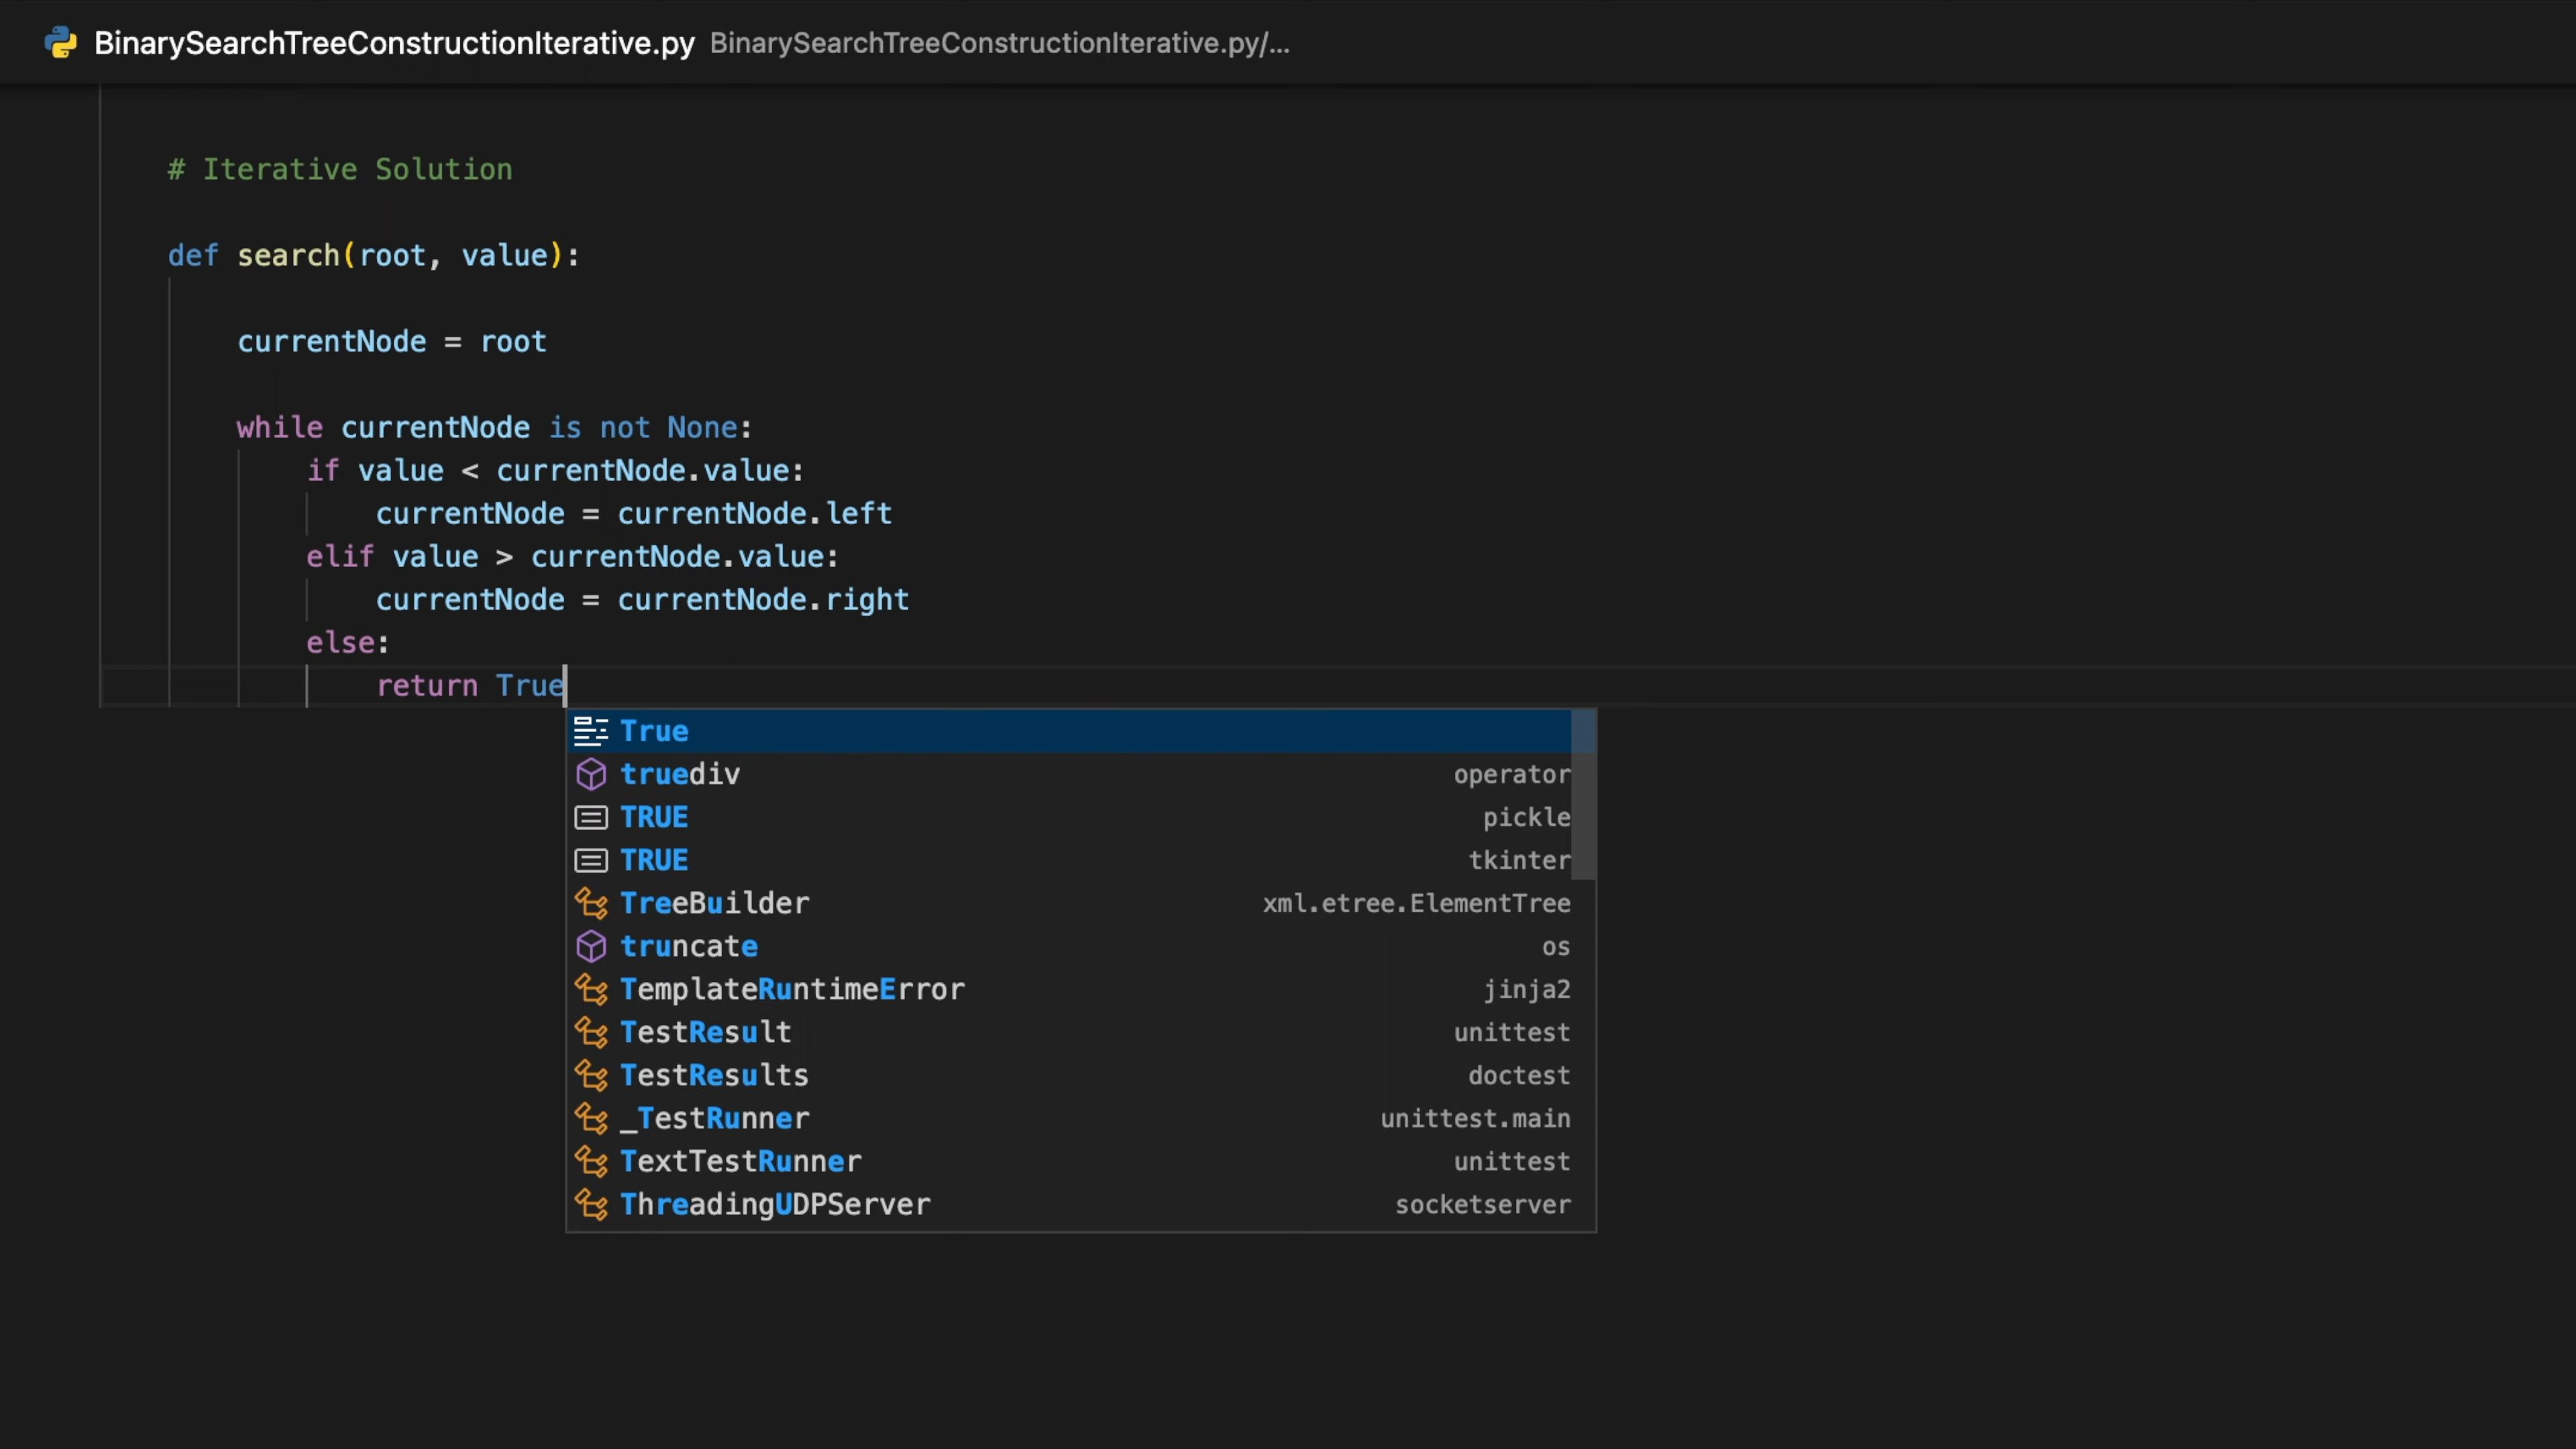 BinarySearchTreeConstructionIterative.py BinarySearchTreeConstructionIterative.py/...
# Iterative Solution
def search(root, value):
currentNode = root
while currentNode is not None:
if value < currentNode.value:
currentNode = currentNode.left
elif value > currentNode.value:
currentNode = currentNode.right
else:
return True
True
truediv operator
TRUE pickle
TRUE tkinter
TreeBuilder xml.etree.ElementTree
truncate os
TemplateRuntimeError jinja2
TestResult unittest
TestResults doctest
_TestRunner unittest.main
TextTestRunner unittest
ThreadingUDPServer socketserver